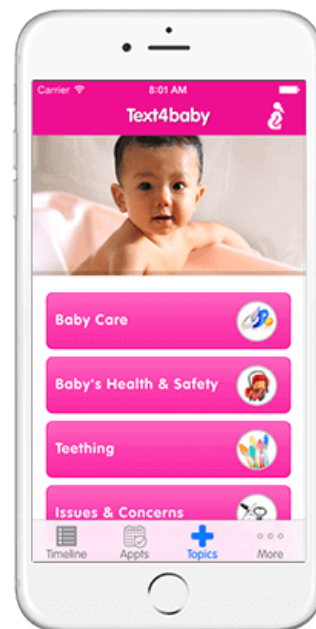 Carrier 8:01 AM
Text4baby
Baby Care
Baby's Health & Safety
Teething
Issues & Concerns
Timeline Appts Topics More